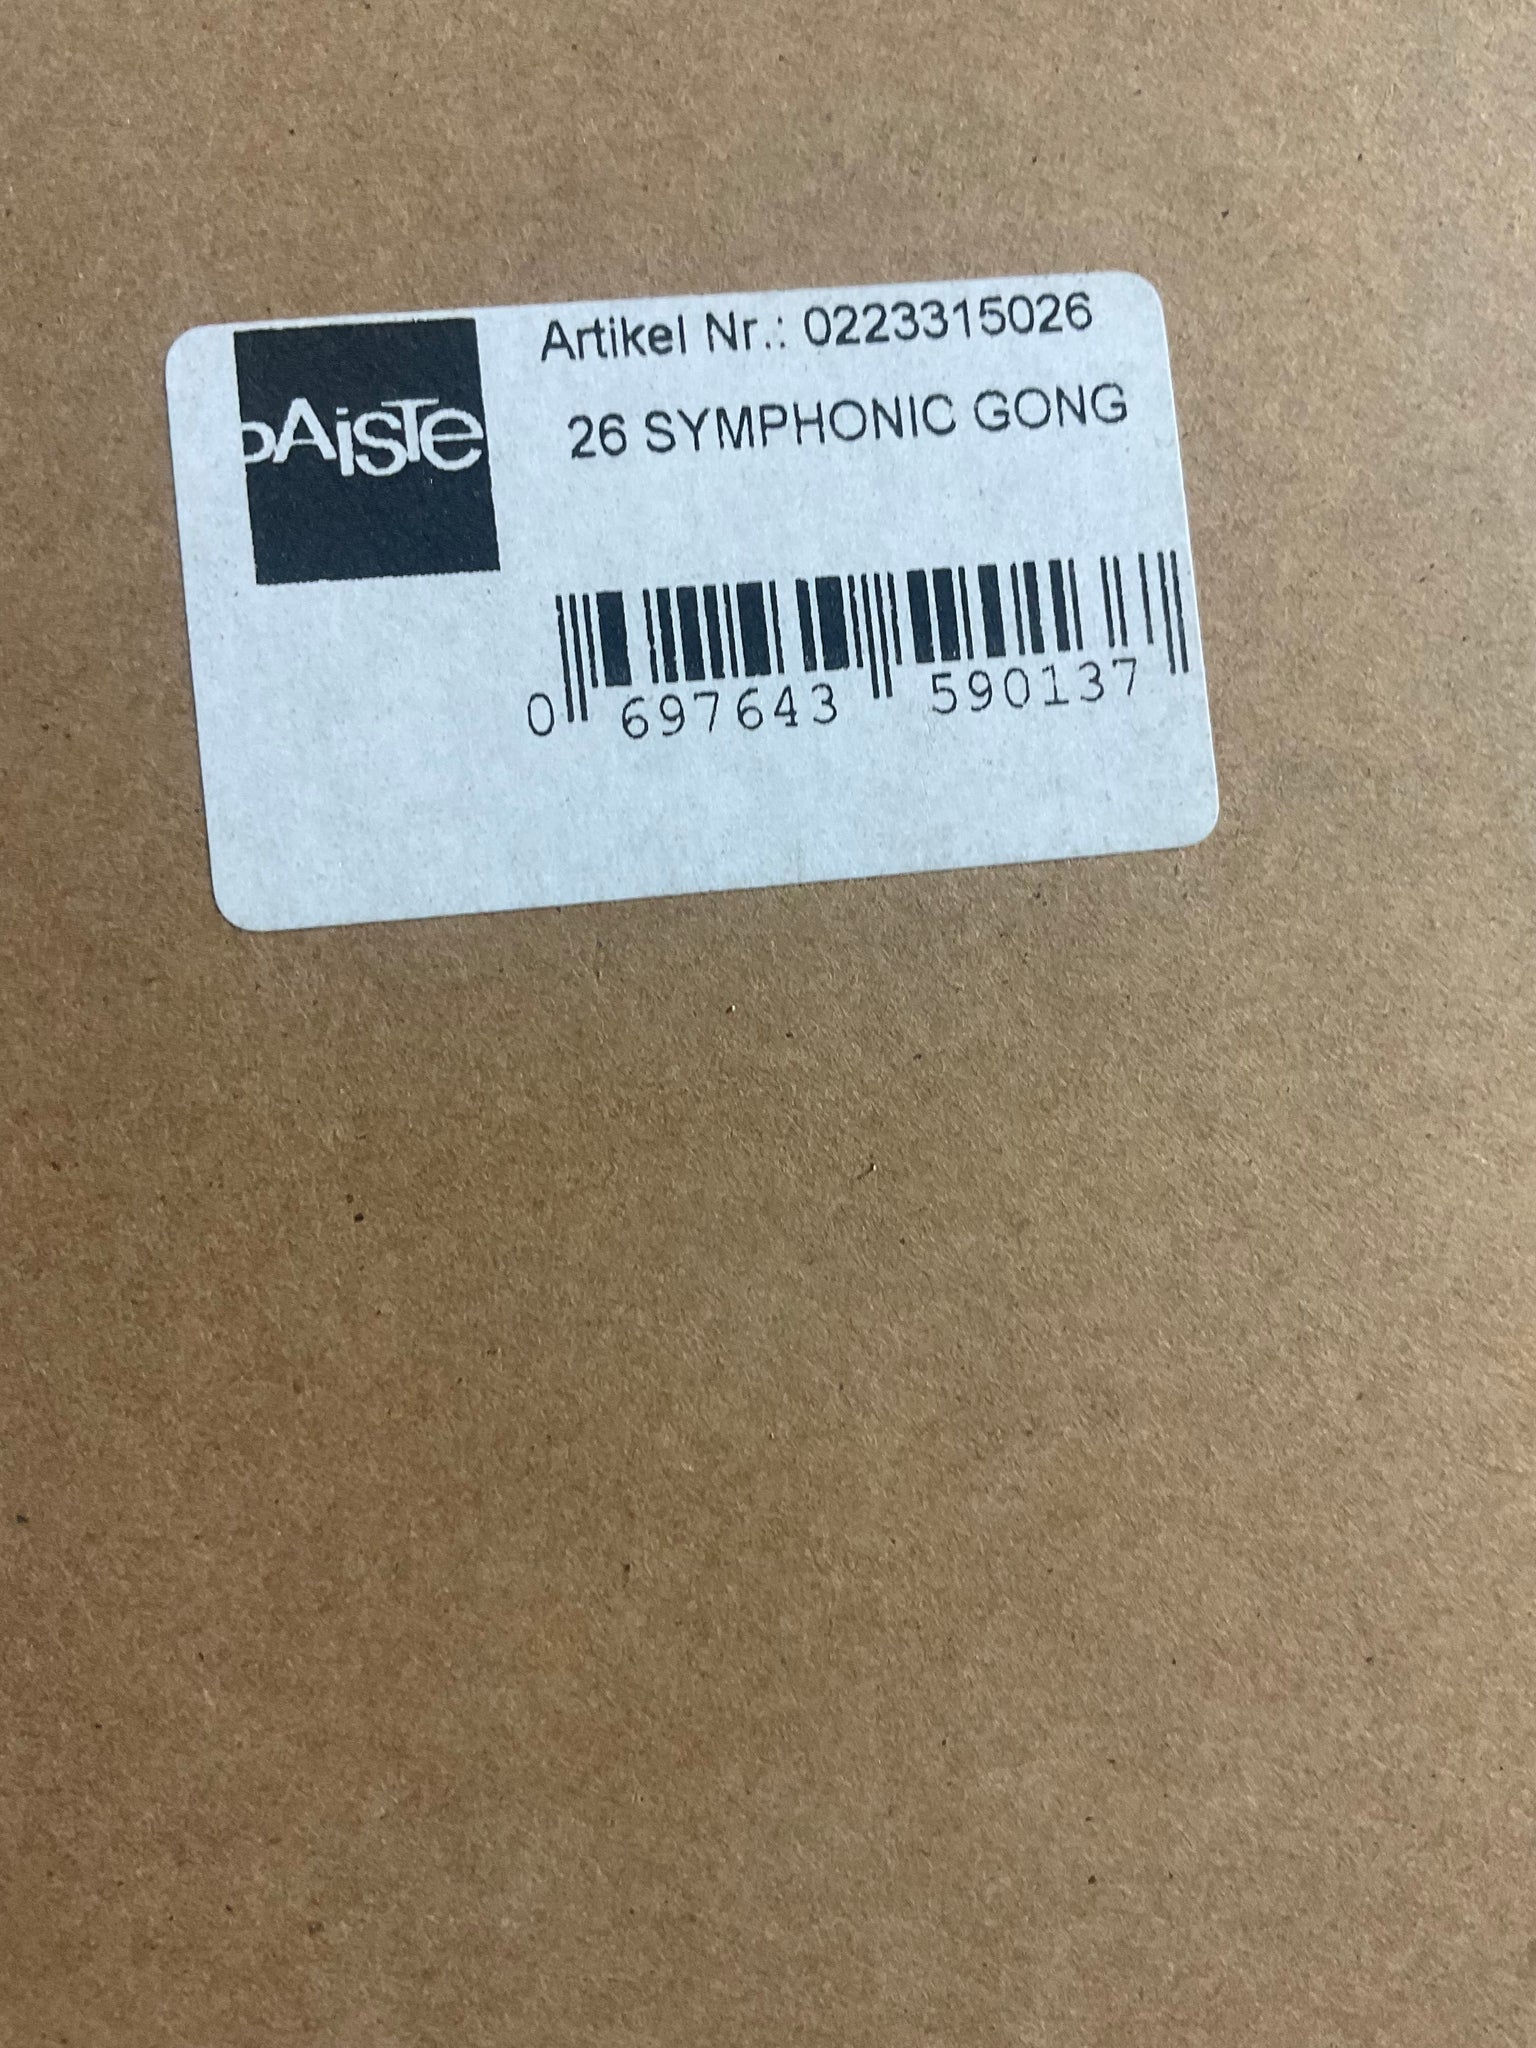 pAisTe
Artikel Nr.: 0223315026
26 SYMPHONIC GONG
0 697643 590137